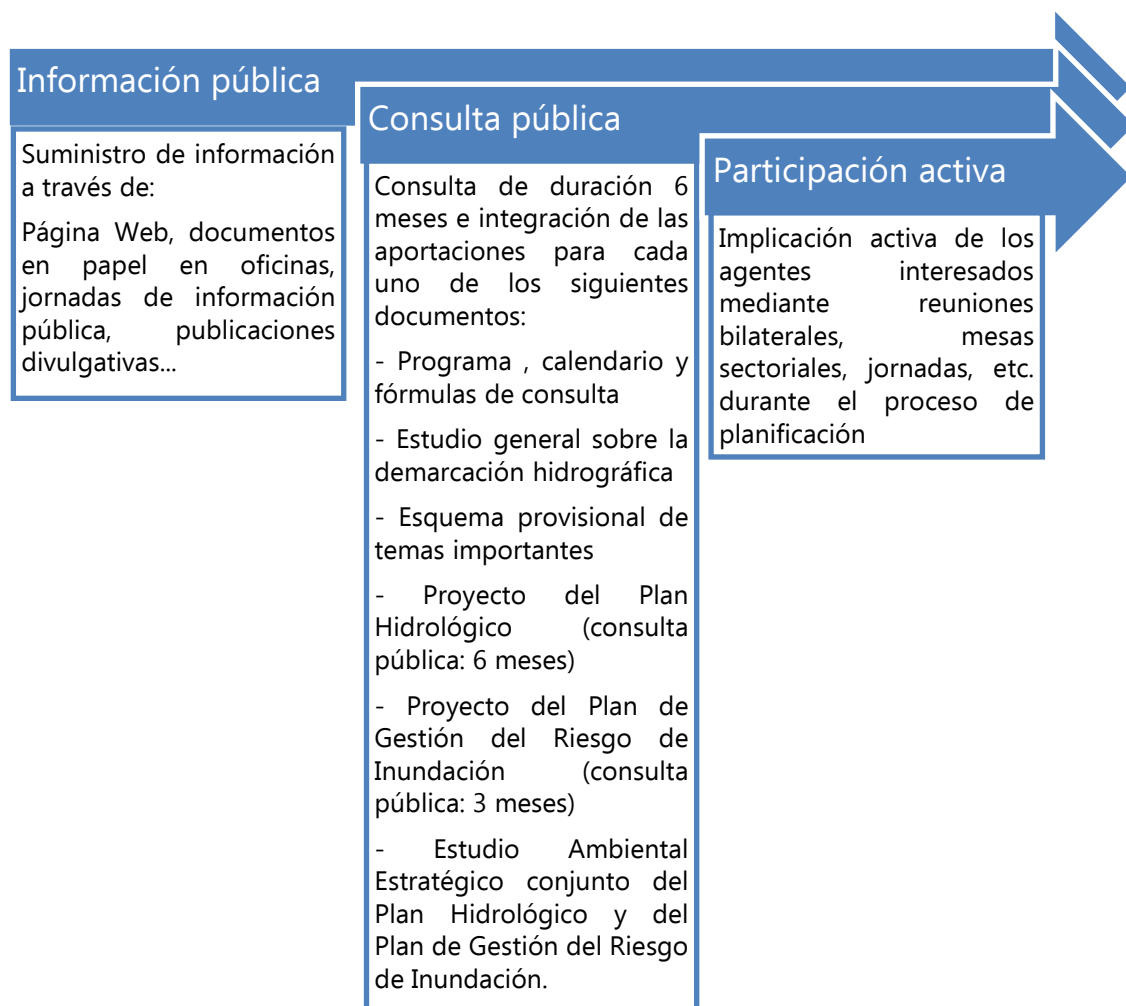 Información pública
Suministro de información
a través de:
Página Web, documentos
en papel en oficinas,
jornadas de información
pública, publicaciones
divulgativas...
Consulta pública
Consulta de duración 6
meses e integración de las
aportaciones para cada
uno de los siguientes
documentos:
- Programa , calendario y
fórmulas de consulta
- Estudio general sobre la
demarcación hidrográfica
- Esquema provisional de
temas importantes
- Proyecto del Plan
Hidrológico (consulta
pública: 6 meses)
- Proyecto del Plan de
Gestión del Riesgo de
Inundación (consulta
pública: 3 meses)
- Estudio Ambiental
Estratégico conjunto del
Plan Hidrológico y del
Plan de Gestión del Riesgo
de Inundación.
Participación activa
Implicación activa de los
agentes interesados
mediante reuniones
bilaterales, mesas
sectoriales, jornadas, etc.
durante el proceso de
planificación